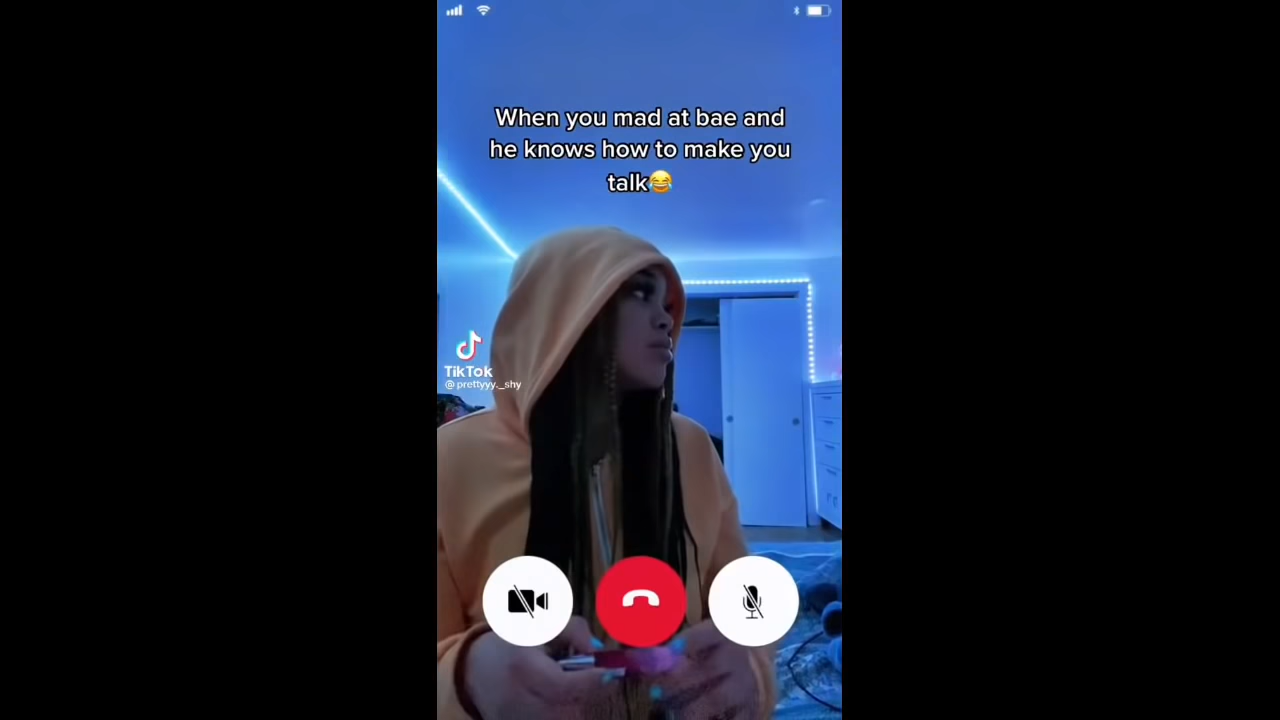 When you mad at bae and
he knows how to make you
talk😂
TikTok
@prettyyy._shy